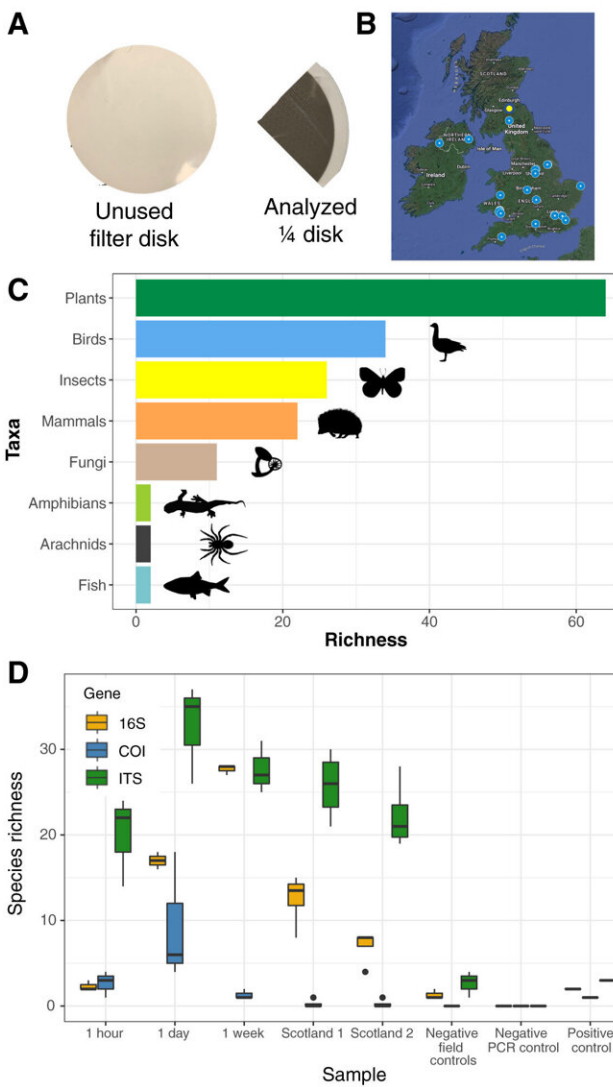 A
Unused
filter disk
Analyzed
¼ disk
B
SCOTLAND
Edinburgh
Glasgow
United
Kingdom
NORTHERN
IRELAND
Isle of Man
Dublin
Ireland
Manchester
Liverpool
Birmingham
WALES
C
Taxa
Plants
Birds
Insects
Mammals
Fungi
Amphibians
Arachnids
Fish
0 20 40 60
Richness
D
Species richness
Gene
16S
COI
ITS
30
20
10
0
1 hour 1 day 1 week Scotland 1 Scotland 2 Negative field controls Negative PCR control Positive control
Sample